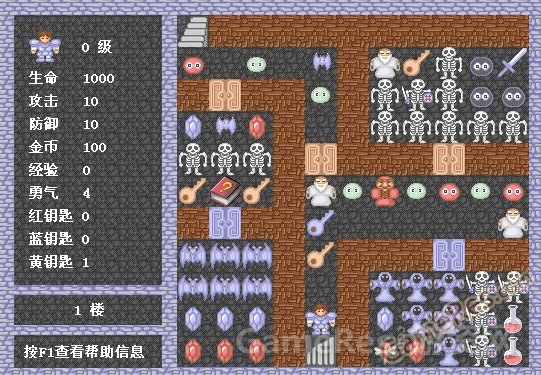 0 级
生命 1000
攻击 10
防御 10
金币 100
经验 0
勇气 4
红钥匙 0
蓝钥匙 0
黄钥匙 1
1 楼
按F1查看帮助信息